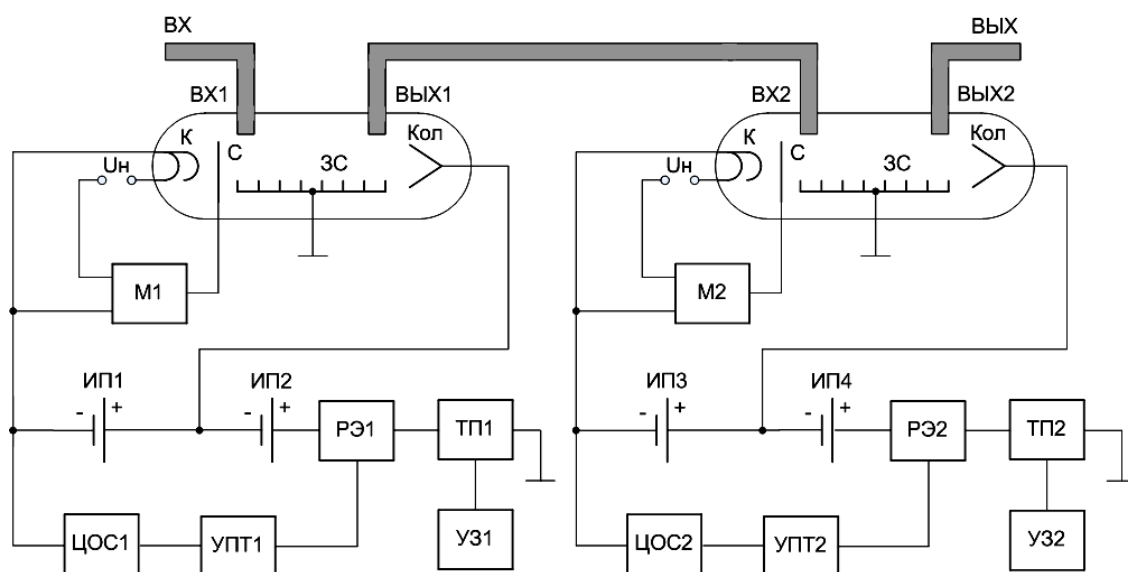 ВХ
ВЫХ
ВХ1
ВЫХ1
ВХ2
ВЫХ2
К
Кол
К
Кол
Uн
С
ЗС
Uн
С
ЗС
М1
М2
ИП1
ИП2
ИП3
ИП4
- +
- +
- +
- +
РЭ1
ТП1
РЭ2
ТП2
ЦОС1
УПТ1
УЗ1
ЦОС2
УПТ2
УЗ2